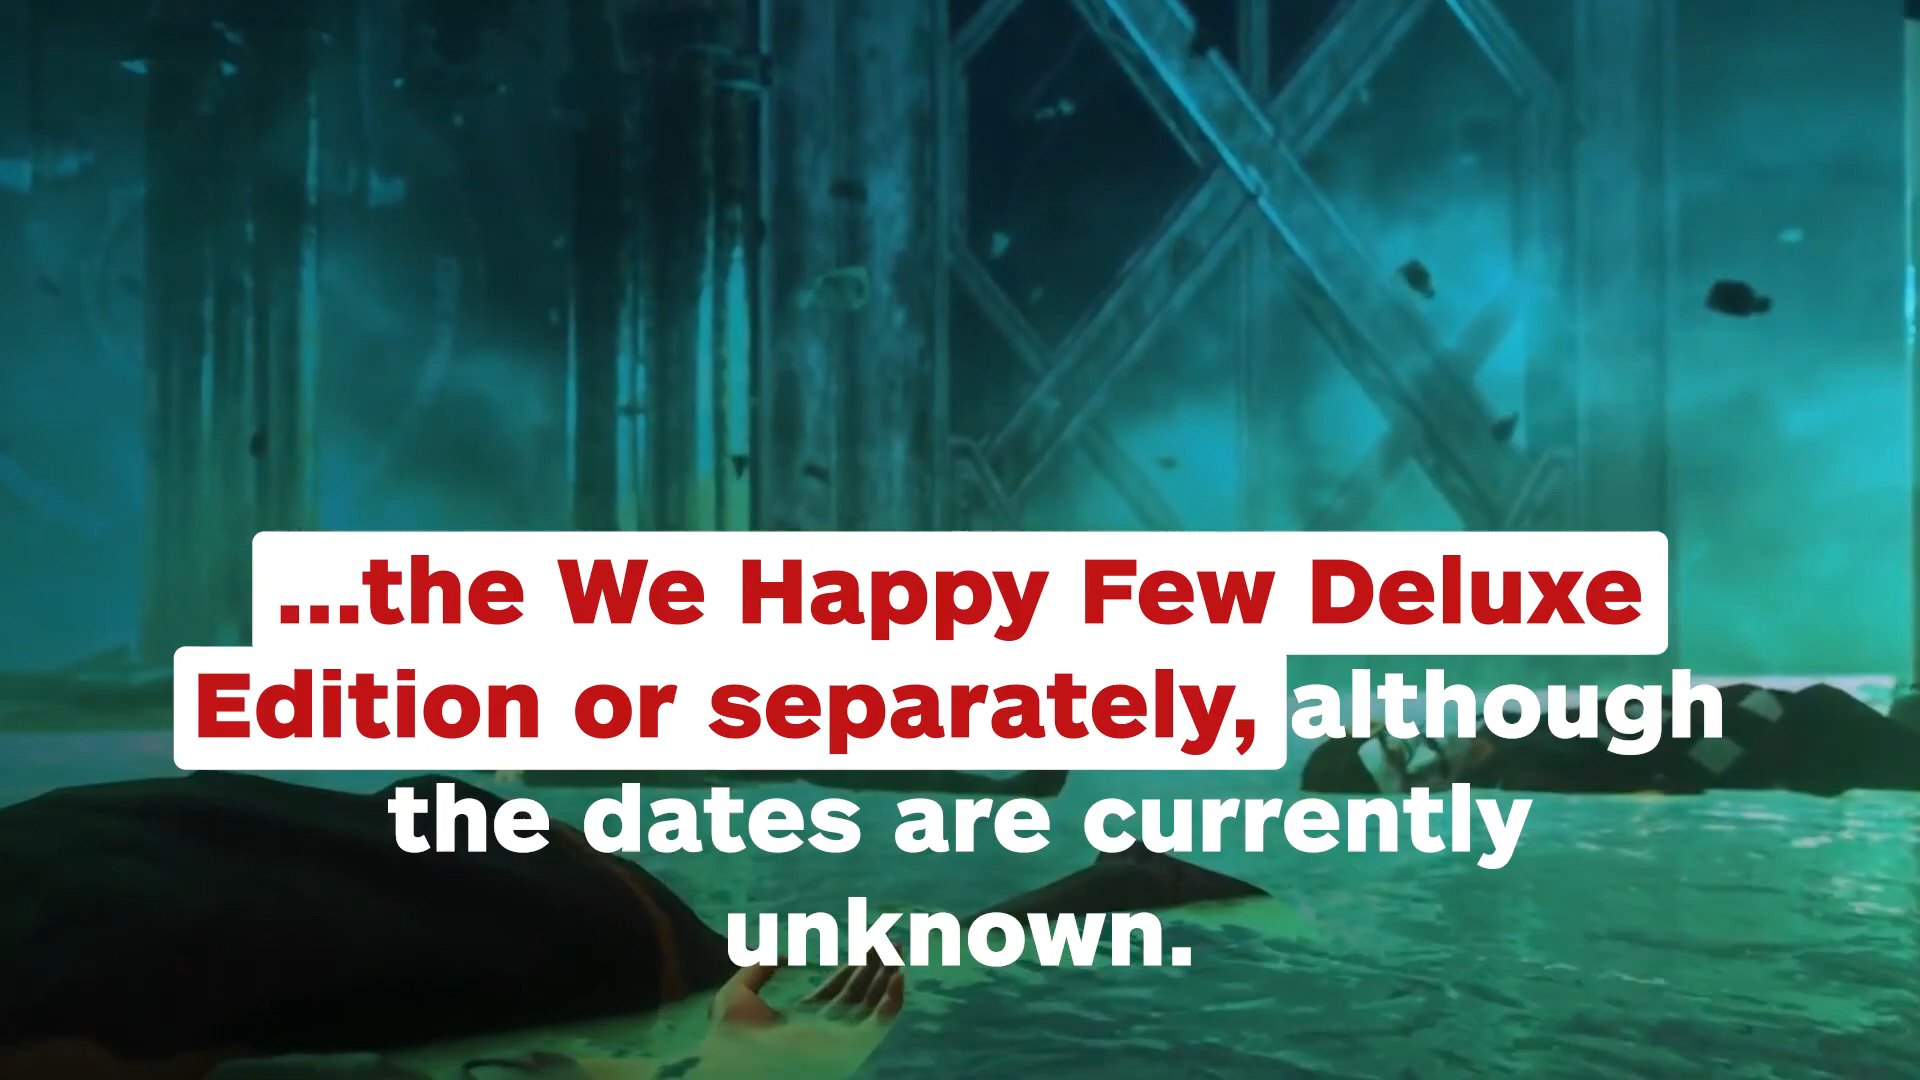 ...the We Happy Few Deluxe
Edition or separately, although
the dates are currently
unknown.